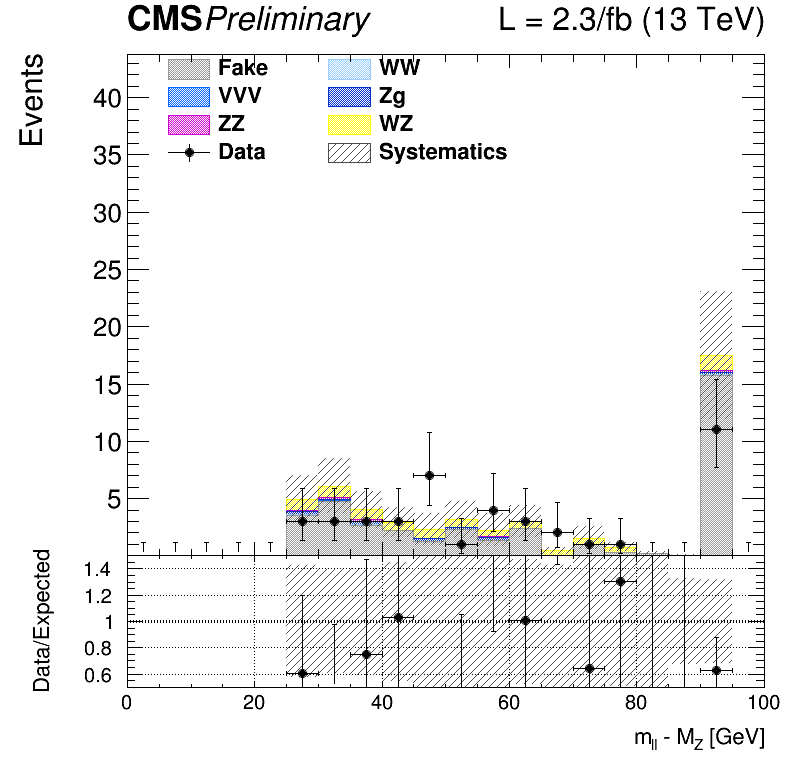 CMS Preliminary L = 2.3/fb (13 TeV)
Events
Fake WW
VVV Zg
ZZ WZ
Data Systematics
40
35
30
25
20
15
10
5
Data/Expected
1.4
1.2
1
0.8
0.6
0 20 40 60 80 100
m_ll - M_Z [GeV]